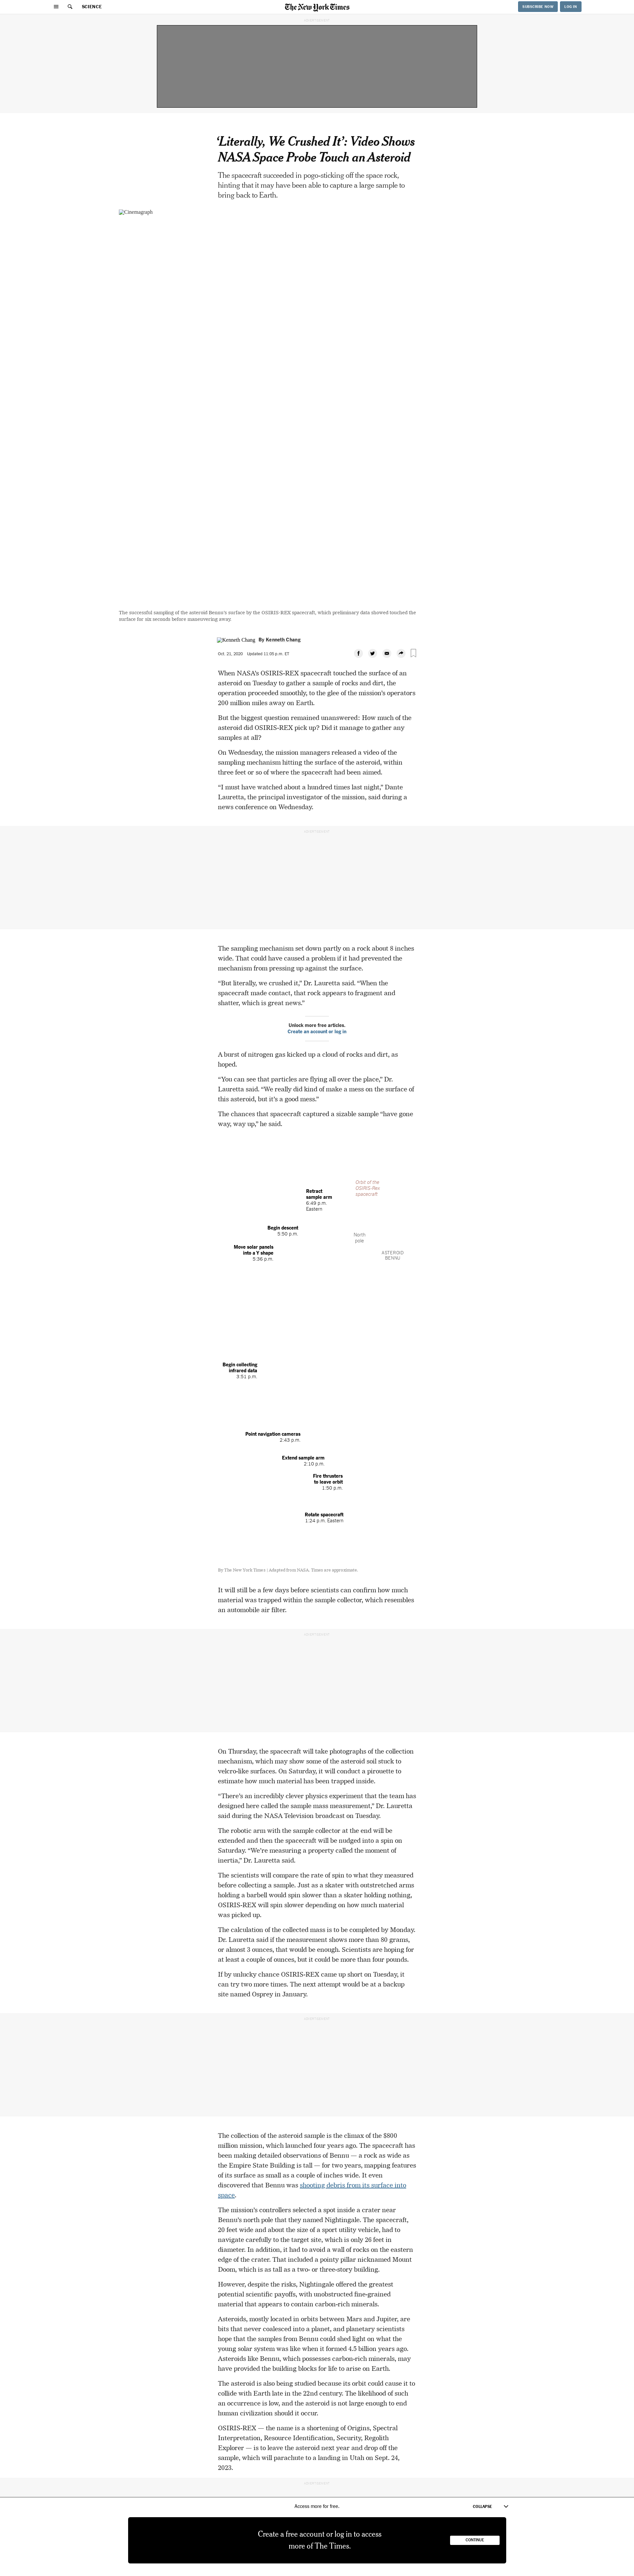 SCIENCE
The New York Times
SUBSCRIBE NOW
LOG IN
ADVERTISEMENT
‘Literally, We Crushed It’: Video Shows
NASA Space Probe Touch an Asteroid
The spacecraft succeeded in pogo-sticking off the space rock,
hinting that it may have been able to capture a large sample to
bring back to Earth.
Cinemagraph
The successful sampling of the asteroid Bennu’s surface by the OSIRIS-REX spacecraft, which preliminary data showed touched the
surface for six seconds before maneuvering away.
Kenneth Chang
By Kenneth Chang
Oct. 21, 2020 Updated 11:05 p.m. ET
When NASA’s OSIRIS-REX spacecraft touched the surface of an
asteroid on Tuesday to gather a sample of rocks and dirt, the
operation proceeded smoothly, to the glee of the mission’s operators
200 million miles away on Earth.
But the biggest question remained unanswered: How much of the
asteroid did OSIRIS-REX pick up? Did it manage to gather any
samples at all?
On Wednesday, the mission managers released a video of the
sampling mechanism hitting the surface of the asteroid, within
three feet or so of where the spacecraft had been aimed.
“I must have watched about a hundred times last night,” Dante
Lauretta, the principal investigator of the mission, said during a
news conference on Wednesday.
ADVERTISEMENT
The sampling mechanism set down partly on a rock about 8 inches
wide. That could have caused a problem if it had prevented the
mechanism from pressing up against the surface.
“But literally, we crushed it,” Dr. Lauretta said. “When the
spacecraft made contact, that rock appears to fragment and
shatter, which is great news.”
Unlock more free articles.
Create an account or log in
A burst of nitrogen gas kicked up a cloud of rocks and dirt, as
hoped.
“You can see that particles are flying all over the place,” Dr.
Lauretta said. “We really did kind of make a mess on the surface of
this asteroid, but it’s a good mess.”
The chances that spacecraft captured a sizable sample “have gone
way, way up,” he said.
Orbit of the
OSIRIS-Rex
spacecraft
Retract
sample arm
6:49 p.m.
Eastern
Begin descent
5:50 p.m.
North
pole
Move solar panels
into a Y shape
5:36 p.m.
ASTEROID
BENNU
Begin collecting
infrared data
3:51 p.m.
Point navigation cameras
2:43 p.m.
Extend sample arm
2:10 p.m.
Fire thrusters
to leave orbit
1:50 p.m.
Rotate spacecraft
1:24 p.m. Eastern
By The New York Times | Adapted from NASA. Times are approximate.
It will still be a few days before scientists can confirm how much
material was trapped within the sample collector, which resembles
an automobile air filter.
ADVERTISEMENT
On Thursday, the spacecraft will take photographs of the collection
mechanism, which may show some of the asteroid soil stuck to
velcro-like surfaces. On Saturday, it will conduct a pirouette to
estimate how much material has been trapped inside.
“There’s an incredibly clever physics experiment that the team has
designed here called the sample mass measurement,” Dr. Lauretta
said during the NASA Television broadcast on Tuesday.
The robotic arm with the sample collector at the end will be
extended and then the spacecraft will be nudged into a spin on
Saturday. “We’re measuring a property called the moment of
inertia,” Dr. Lauretta said.
The scientists will compare the rate of spin to what they measured
before collecting a sample. Just as a skater with outstretched arms
holding a barbell would spin slower than a skater holding nothing,
OSIRIS-REX will spin slower depending on how much material
was picked up.
The calculation of the collected mass is to be completed by Monday.
Dr. Lauretta said if the measurement shows more than 80 grams,
or almost 3 ounces, that would be enough. Scientists are hoping for
at least a couple of ounces, but it could be more than four pounds.
If by unlucky chance OSIRIS-REX came up short on Tuesday, it
can try two more times. The next attempt would be at a backup
site named Osprey in January.
ADVERTISEMENT
The collection of the asteroid sample is the climax of the $800
million mission, which launched four years ago. The spacecraft has
been making detailed observations of Bennu — a rock as wide as
the Empire State Building is tall — for two years, mapping features
of its surface as small as a couple of inches wide. It even
discovered that Bennu was shooting debris from its surface into
space.
The mission’s controllers selected a spot inside a crater near
Bennu’s north pole that they named Nightingale. The spacecraft,
20 feet wide and about the size of a sport utility vehicle, had to
navigate carefully to the target site, which is only 26 feet in
diameter. In addition, it had to avoid a wall of rocks on the eastern
edge of the crater. That included a pointy pillar nicknamed Mount
Doom, which is as tall as a two- or three-story building.
However, despite the risks, Nightingale offered the greatest
potential scientific payoffs, with unobstructed fine-grained
material that appears to contain carbon-rich minerals.
Asteroids, mostly located in orbits between Mars and Jupiter, are
bits that never coalesced into a planet, and planetary scientists
hope that the samples from Bennu could shed light on what the
young solar system was like when it formed 4.5 billion years ago.
Asteroids like Bennu, which possesses carbon-rich minerals, may
have provided the building blocks for life to arise on Earth.
The asteroid is also being studied because its orbit could cause it to
collide with Earth late in the 22nd century. The likelihood of such
an occurrence is low, and the asteroid is not large enough to end
human civilization should it occur.
OSIRIS-REX — the name is a shortening of Origins, Spectral
Interpretation, Resource Identification, Security, Regolith
Explorer — is to leave the asteroid next year and drop off the
sample, which will parachute to a landing in Utah on Sept. 24,
2023.
ADVERTISEMENT
Access more for free.
COLLAPSE
Create a free account or log in to access
more of The Times.
CONTINUE